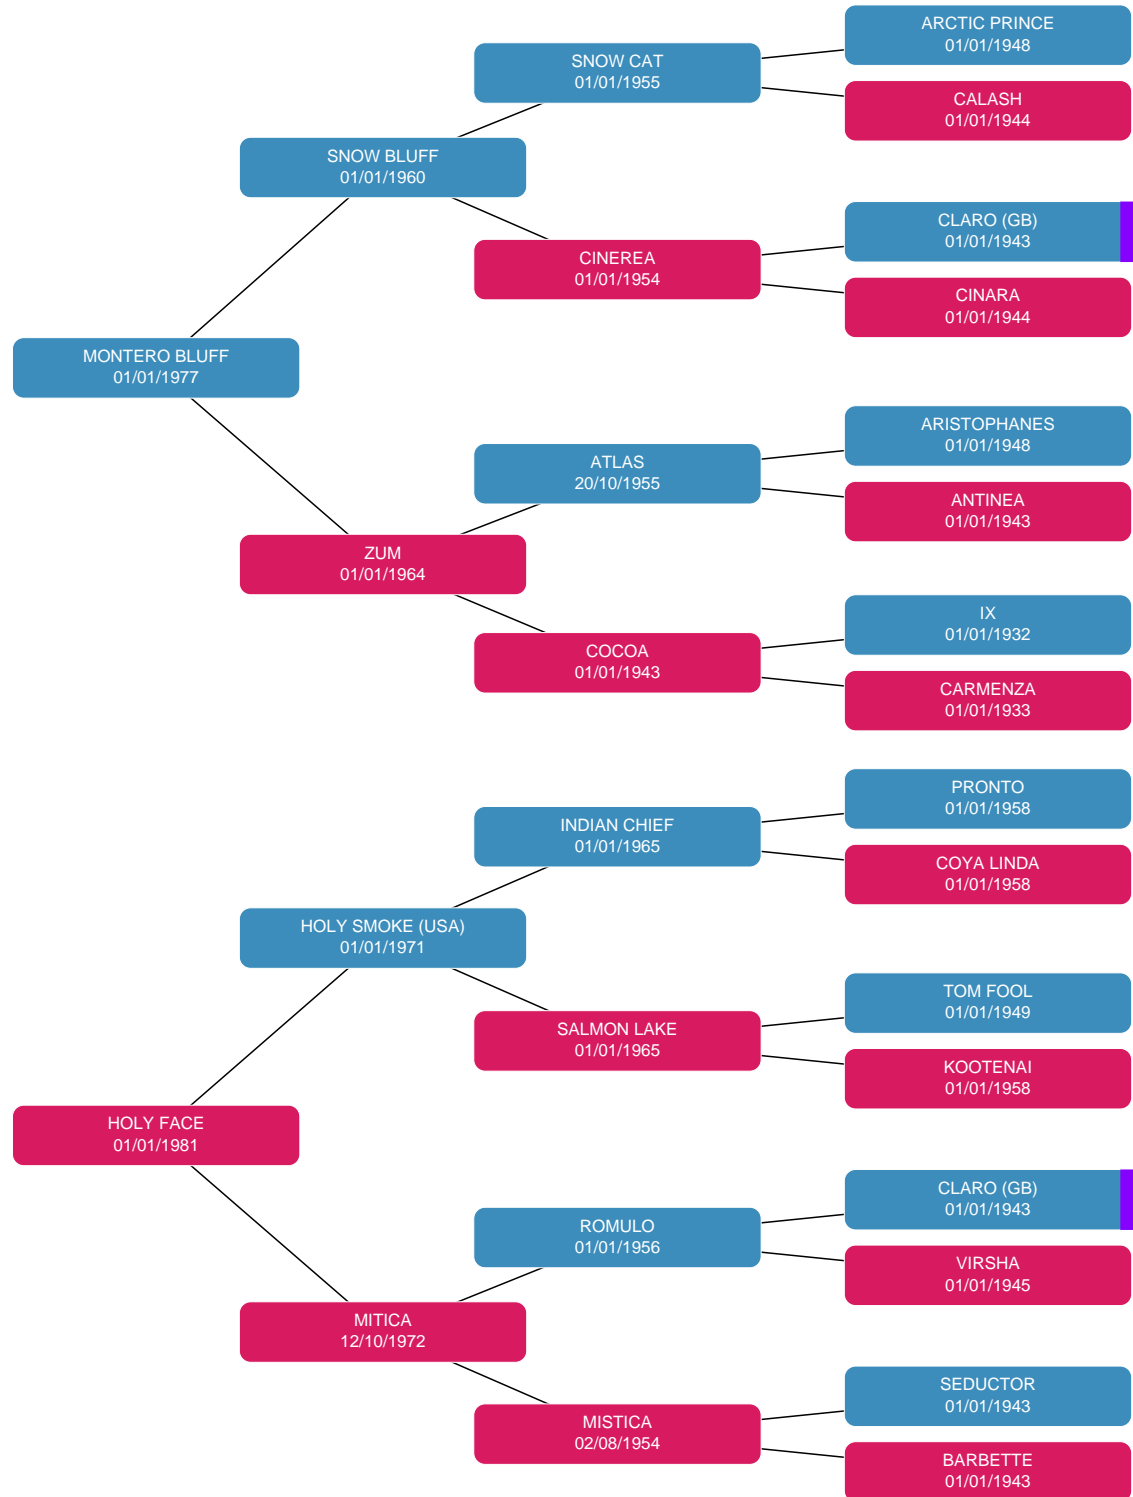 ARCTIC PRINCE
01/01/1948
SNOW CAT
01/01/1955
CALASH
01/01/1944
SNOW BLUFF
01/01/1960
CLARO (GB)
01/01/1943
CINEREA
01/01/1954
CINARA
01/01/1944
MONTERO BLUFF
01/01/1977
ARISTOPHANES
01/01/1948
ATLAS
20/10/1955
ANTINEA
01/01/1943
ZUM
01/01/1964
IX
01/01/1932
COCOA
01/01/1943
CARMENZA
01/01/1933
PRONTO
01/01/1958
INDIAN CHIEF
01/01/1965
COYA LINDA
01/01/1958
HOLY SMOKE (USA)
01/01/1971
TOM FOOL
01/01/1949
SALMON LAKE
01/01/1965
KOOTENAI
01/01/1958
HOLY FACE
01/01/1981
CLARO (GB)
01/01/1943
ROMULO
01/01/1956
VIRSHA
01/01/1945
MITICA
12/10/1972
SEDUCTOR
01/01/1943
MISTICA
02/08/1954
BARBETTE
01/01/1943